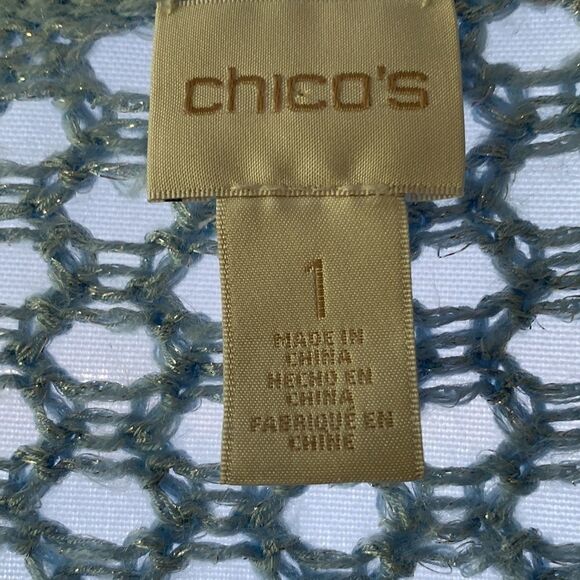 chico's
1
MADE IN
CHINA
HECHO EN
CHINA
FABRIQUÉ EN
CHINE